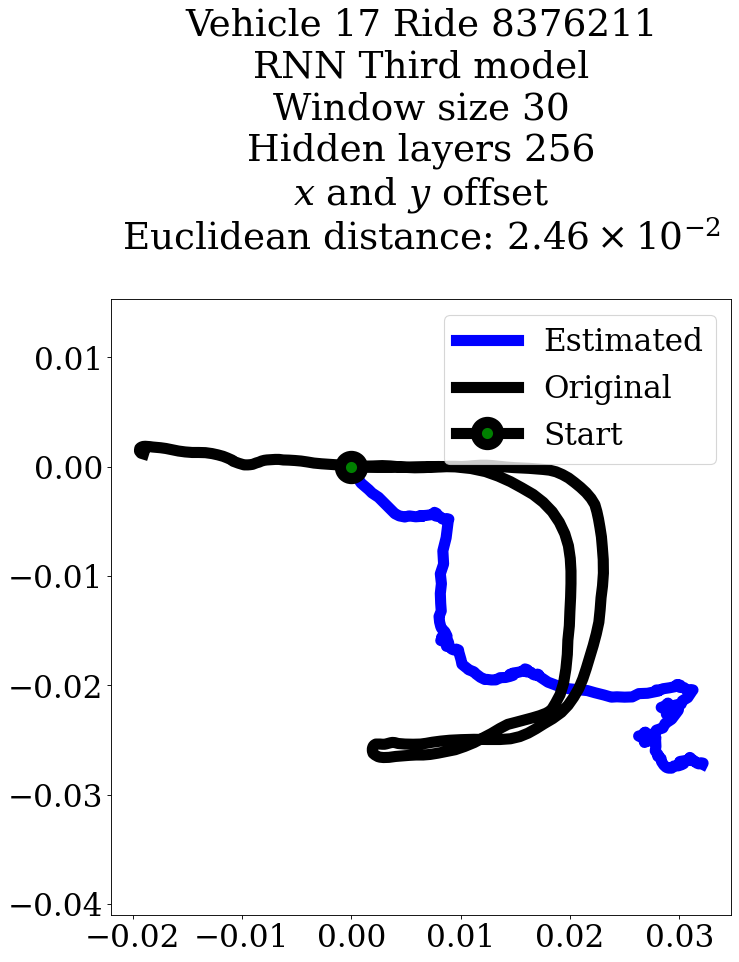 Vehicle 17 Ride 8376211
RNN Third model
Window size 30
Hidden layers 256
x and y offset
Euclidean distance: 2.46 × 10⁻²
Estimated
Original
Start
0.01
0.00
−0.01
−0.02
−0.03
−0.04
−0.02 −0.01 0.00 0.01 0.02 0.03